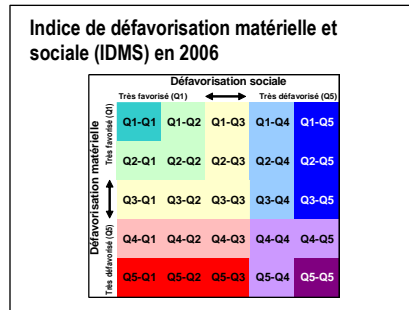 Indice de défavorisation matérielle et
sociale (IDMS) en 2006
Défavorisation sociale
Très favorisé (Q1) Très défavorisé (Q5)
Défavorisation matérielle
Très favorisé (Q1)
Très défavorisé (Q5)
Q1-Q1 Q1-Q2 Q1-Q3 Q1-Q4 Q1-Q5
Q2-Q1 Q2-Q2 Q2-Q3 Q2-Q4 Q2-Q5
Q3-Q1 Q3-Q2 Q3-Q3 Q3-Q4 Q3-Q5
Q4-Q1 Q4-Q2 Q4-Q3 Q4-Q4 Q4-Q5
Q5-Q1 Q5-Q2 Q5-Q3 Q5-Q4 Q5-Q5